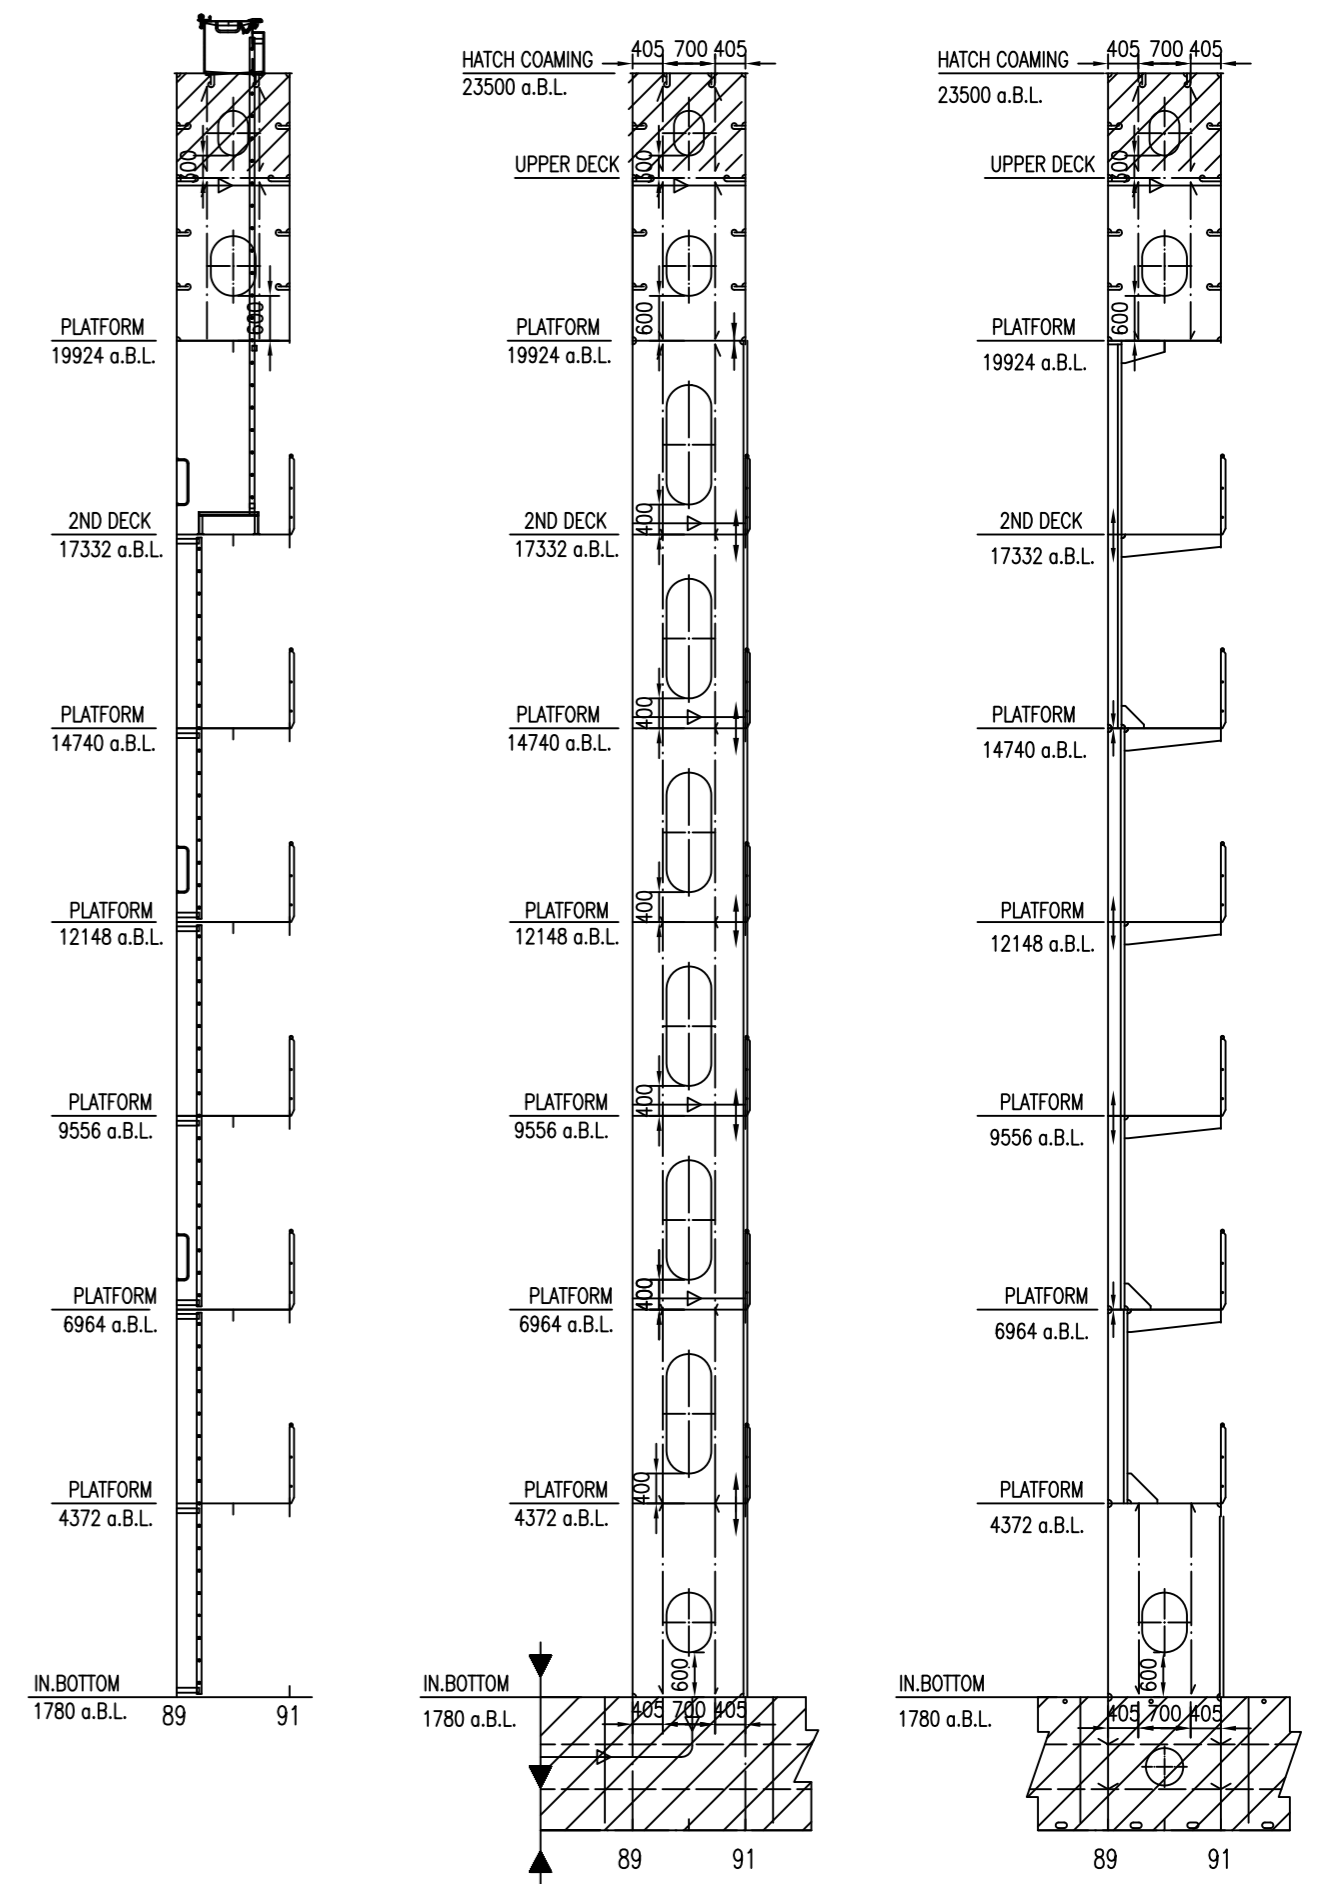 600
600
PLATFORM
19924 a.B.L.
2ND DECK
17332 a.B.L.
PLATFORM
14740 a.B.L.
PLATFORM
12148 a.B.L.
PLATFORM
9556 a.B.L.
PLATFORM
6964 a.B.L.
PLATFORM
4372 a.B.L.
IN.BOTTOM
1780 a.B.L.
89
91
405 700 405
HATCH COAMING
23500 a.B.L.
600
UPPER DECK
600
PLATFORM
19924 a.B.L.
400
2ND DECK
17332 a.B.L.
400
PLATFORM
14740 a.B.L.
400
PLATFORM
12148 a.B.L.
400
PLATFORM
9556 a.B.L.
400
PLATFORM
6964 a.B.L.
400
PLATFORM
4372 a.B.L.
600
IN.BOTTOM
1780 a.B.L.
405 700 405
89
91
405 700 405
HATCH COAMING
23500 a.B.L.
600
UPPER DECK
600
PLATFORM
19924 a.B.L.
2ND DECK
17332 a.B.L.
PLATFORM
14740 a.B.L.
PLATFORM
12148 a.B.L.
PLATFORM
9556 a.B.L.
PLATFORM
6964 a.B.L.
PLATFORM
4372 a.B.L.
600
IN.BOTTOM
1780 a.B.L.
405 700 405
89
91